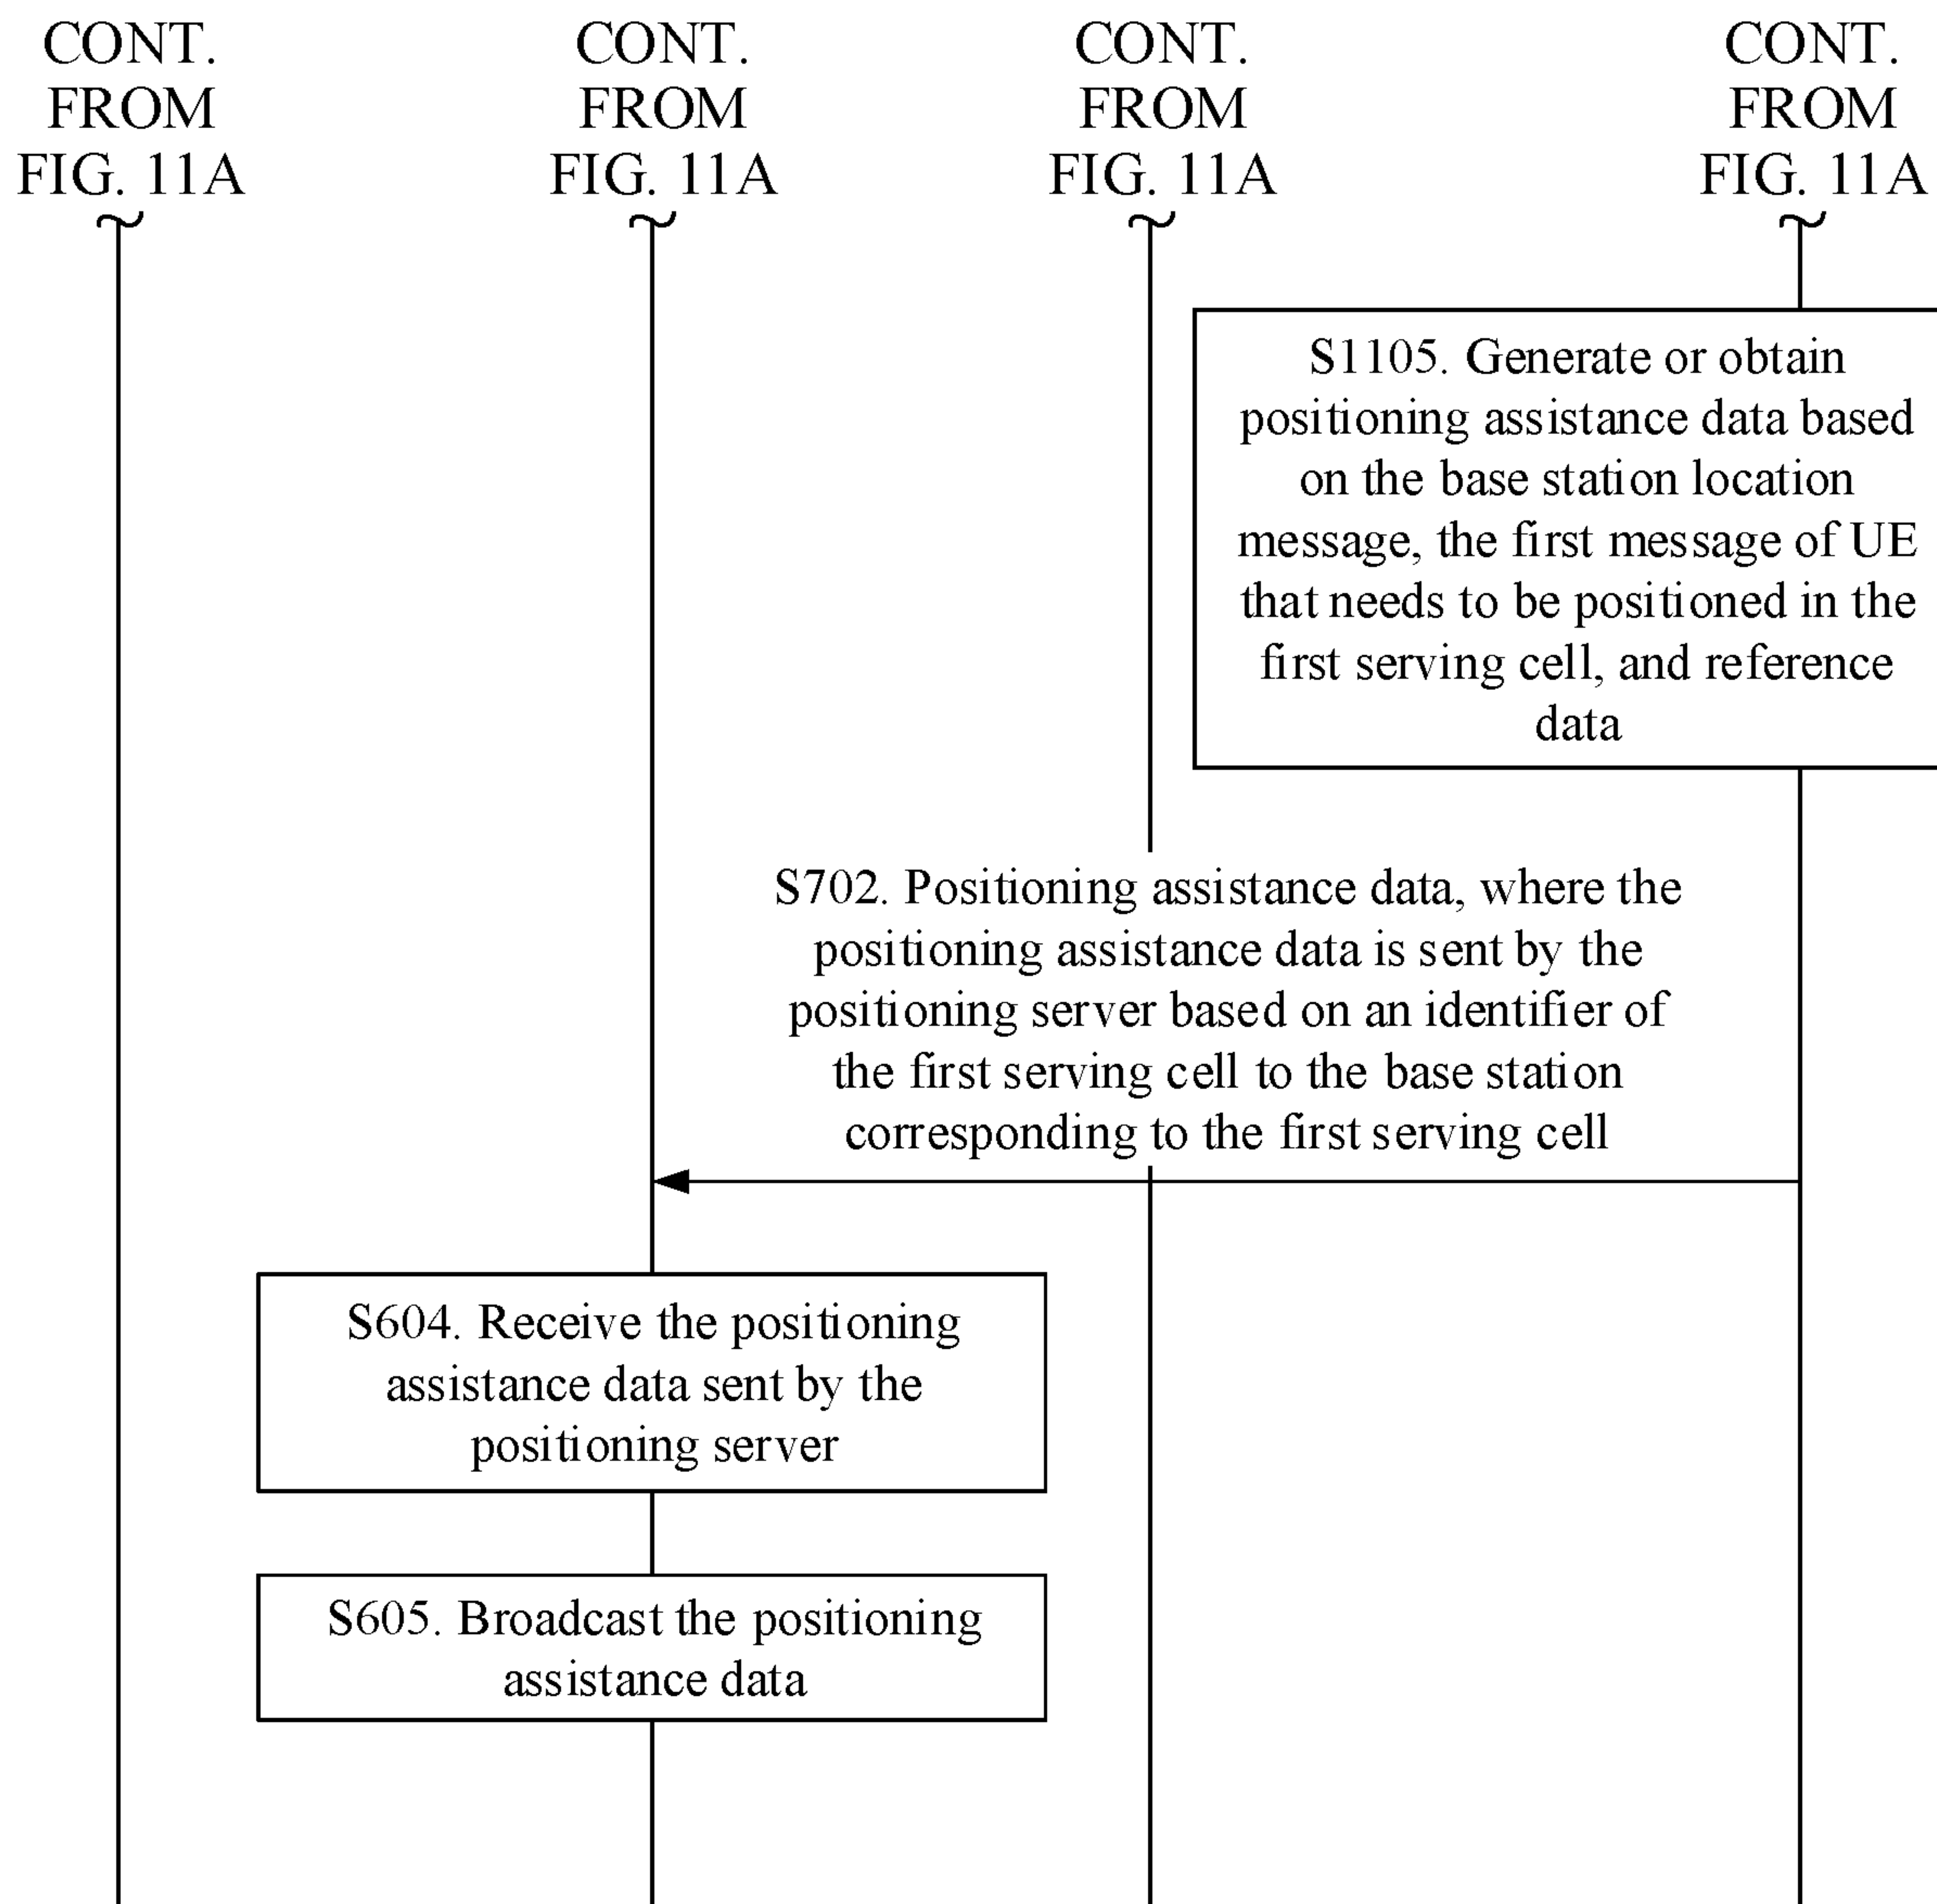 CONT.
FROM
FIG. 11A
CONT.
FROM
FIG. 11A
CONT.
FROM
FIG. 11A
CONT.
FROM
FIG. 11A
S1105. Generate or obtain
positioning assistance data based
on the base station location
message, the first message of UE
that needs to be positioned in the
first serving cell, and reference
data
S702. Positioning assistance data, where the
positioning assistance data is sent by the
positioning server based on an identifier of
the first serving cell to the base station
corresponding to the first serving cell
S604. Receive the positioning
assistance data sent by the
positioning server
S605. Broadcast the positioning
assistance data